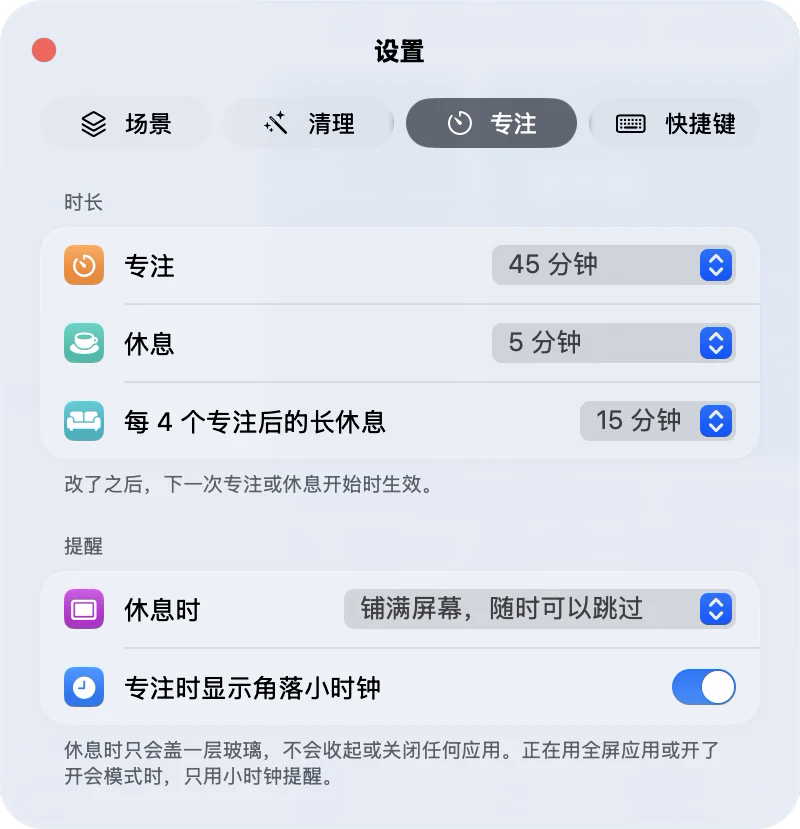 设置
场景
清理
专注
快捷键
时长
专注
45 分钟
休息
5 分钟
每 4 个专注后的长休息
15 分钟
改了之后，下一次专注或休息开始时生效。
提醒
休息时
铺满屏幕，随时可以跳过
专注时显示角落小时钟
休息时只会盖一层玻璃，不会收起或关闭任何应用。正在用全屏应用或开了
开会模式时，只用小时钟提醒。